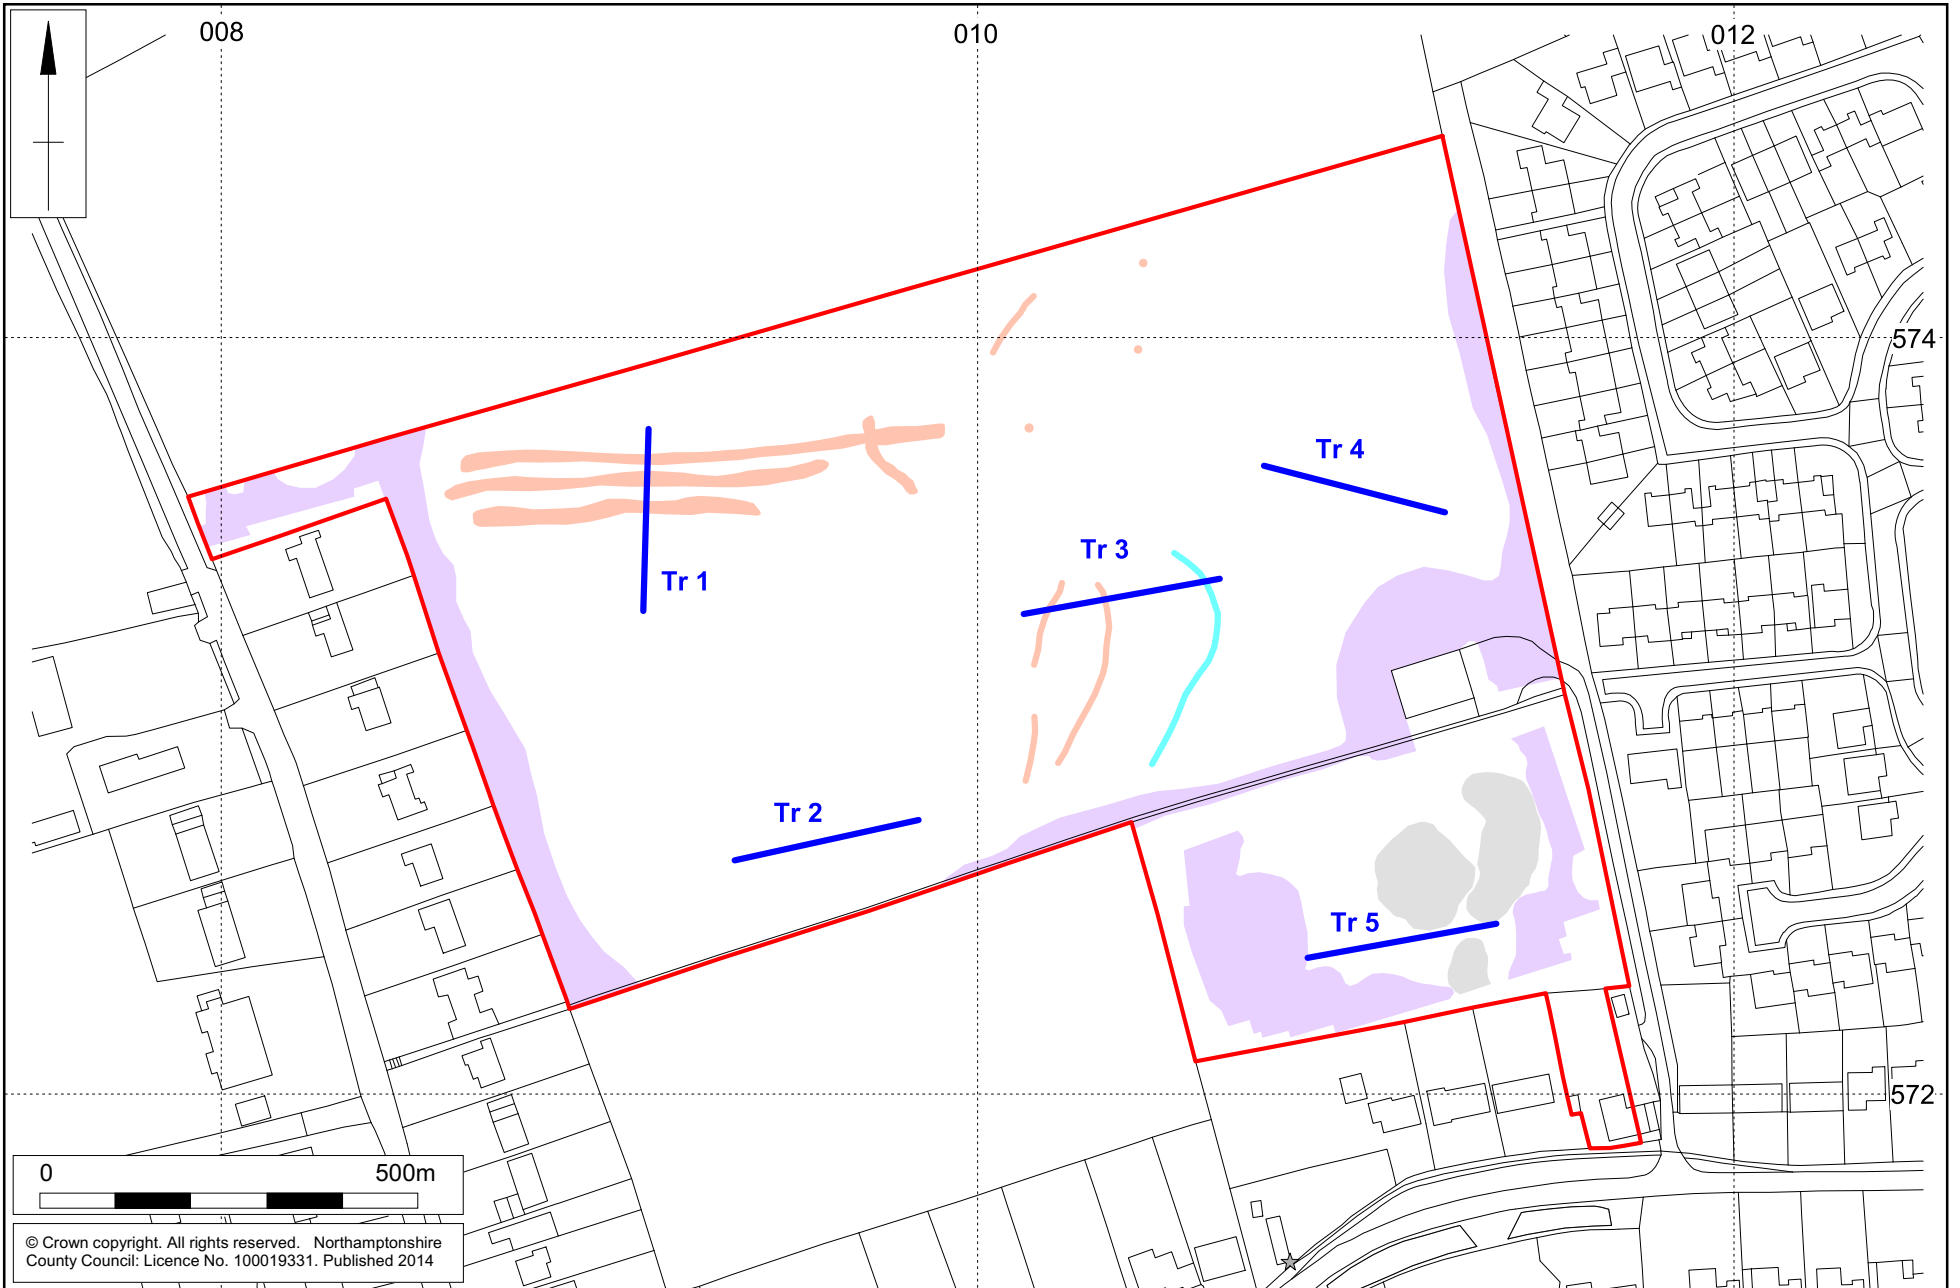 008
010
012
574
Tr 4
Tr 3
Tr 1
Tr 2
Tr 5
572
0 500m
© Crown copyright. All rights reserved. Northamptonshire
County Council: Licence No. 100019331. Published 2014